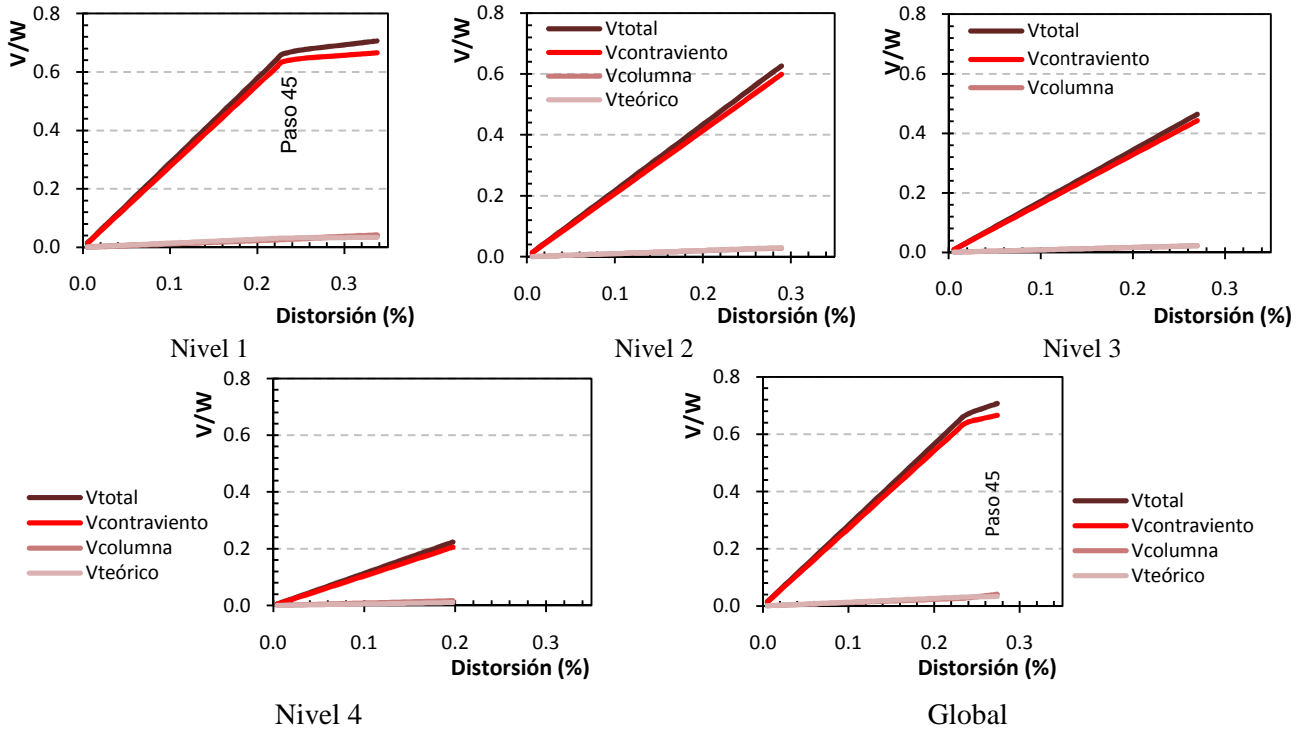 V/W
0.8
0.6
0.4
0.2
0.0
0.0 0.1 0.2 0.3
Paso 45
Distorsión (%)
Nivel 1
V/W
0.8
0.6
0.4
0.2
0.0
0.0 0.1 0.2 0.3
Vtotal
Vcontraviento
Vcolumna
Vteórico
Distorsión (%)
Nivel 2
V/W
0.8
0.6
0.4
0.2
0.0
0.0 0.1 0.2 0.3
Vtotal
Vcontraviento
Vcolumna
Distorsión (%)
Nivel 3
V/W
0.8
0.6
0.4
0.2
0.0
0.0 0.1 0.2 0.3
Vtotal
Vcontraviento
Vcolumna
Vteórico
Distorsión (%)
Nivel 4
V/W
0.8
0.6
0.4
0.2
0.0
0.0 0.1 0.2 0.3
Paso 45
Vtotal
Vcontraviento
Vcolumna
Vteórico
Distorsión (%)
Global